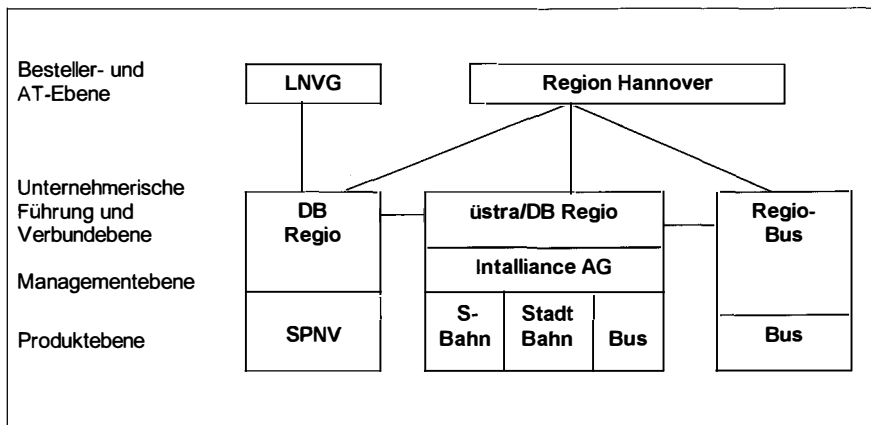 Besteller- und
AT-Ebene
LNVG
Region Hannover
Unternehmerische
Führung und
Verbundebene
DB
Regio
üstra/DB Regio
Regio-
Bus
Managementebene
Intalliance AG
Produktebene
SPNV
S-
Bahn
Stadt
Bahn
Bus
Bus